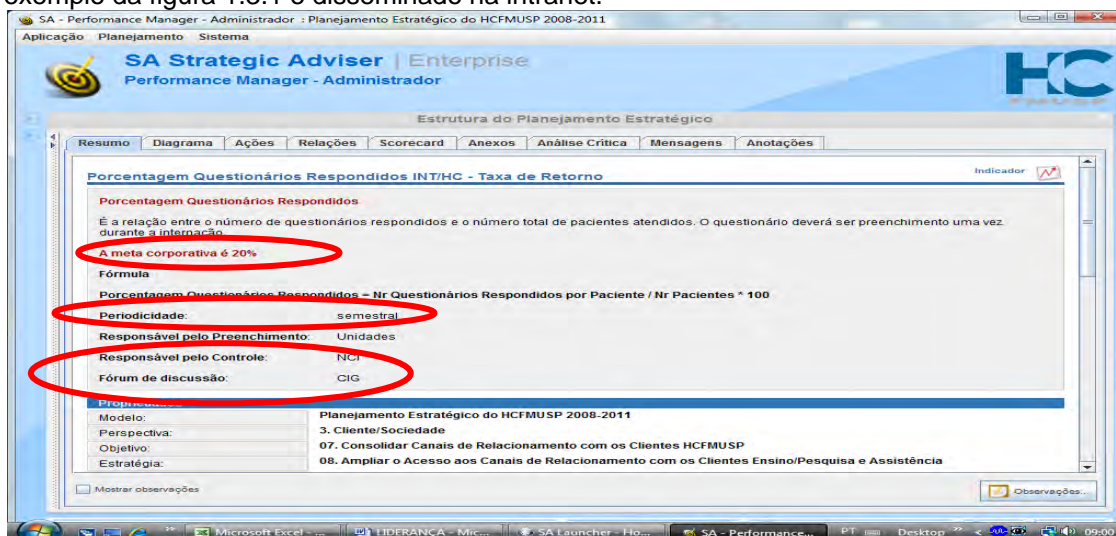 exemplo da figura 1.3.1 e disseminado na intranet.
SA - Performance Manager - Administrador : Planejamento Estratégico do HCFMUSP 2008-2011
Aplicação Planejamento Sistema
SA Strategic Adviser | Enterprise
Performance Manager - Administrador
HC
FMUSP
Estrutura do Planejamento Estratégico
Resumo Diagrama Ações Relações Scorecard Anexos Análise Crítica Mensagens Anotações
Porcentagem Questionários Respondidos INT/HC - Taxa de Retorno
Indicador
Porcentagem Questionários Respondidos
É a relação entre o número de questionários respondidos e o número total de pacientes atendidos. O questionário deverá ser preenchimento uma vez
durante a internação.
A meta corporativa é 20%
Fórmula
Porcentagem Questionários Respondidos = Nr Questionários Respondidos por Paciente / Nr Pacientes * 100
Periodicidade: semestral
Responsável pelo Preenchimento: Unidades
Responsável pelo Controle: NCI
Fórum de discussão: CIG
Propriedades
Modelo: Planejamento Estratégico do HCFMUSP 2008-2011
Perspectiva: 3. Cliente/Sociedade
Objetivo: 07. Consolidar Canais de Relacionamento com os Clientes HCFMUSP
Estratégia: 08. Ampliar o Acesso aos Canais de Relacionamento com os Clientes Ensino/Pesquisa e Assistência
Mostrar observações
Observações...
Microsoft Excel - ... LIDERANÇA - Mic... SA Launcher - Ho... SA - Performance... PT Desktop 09:00